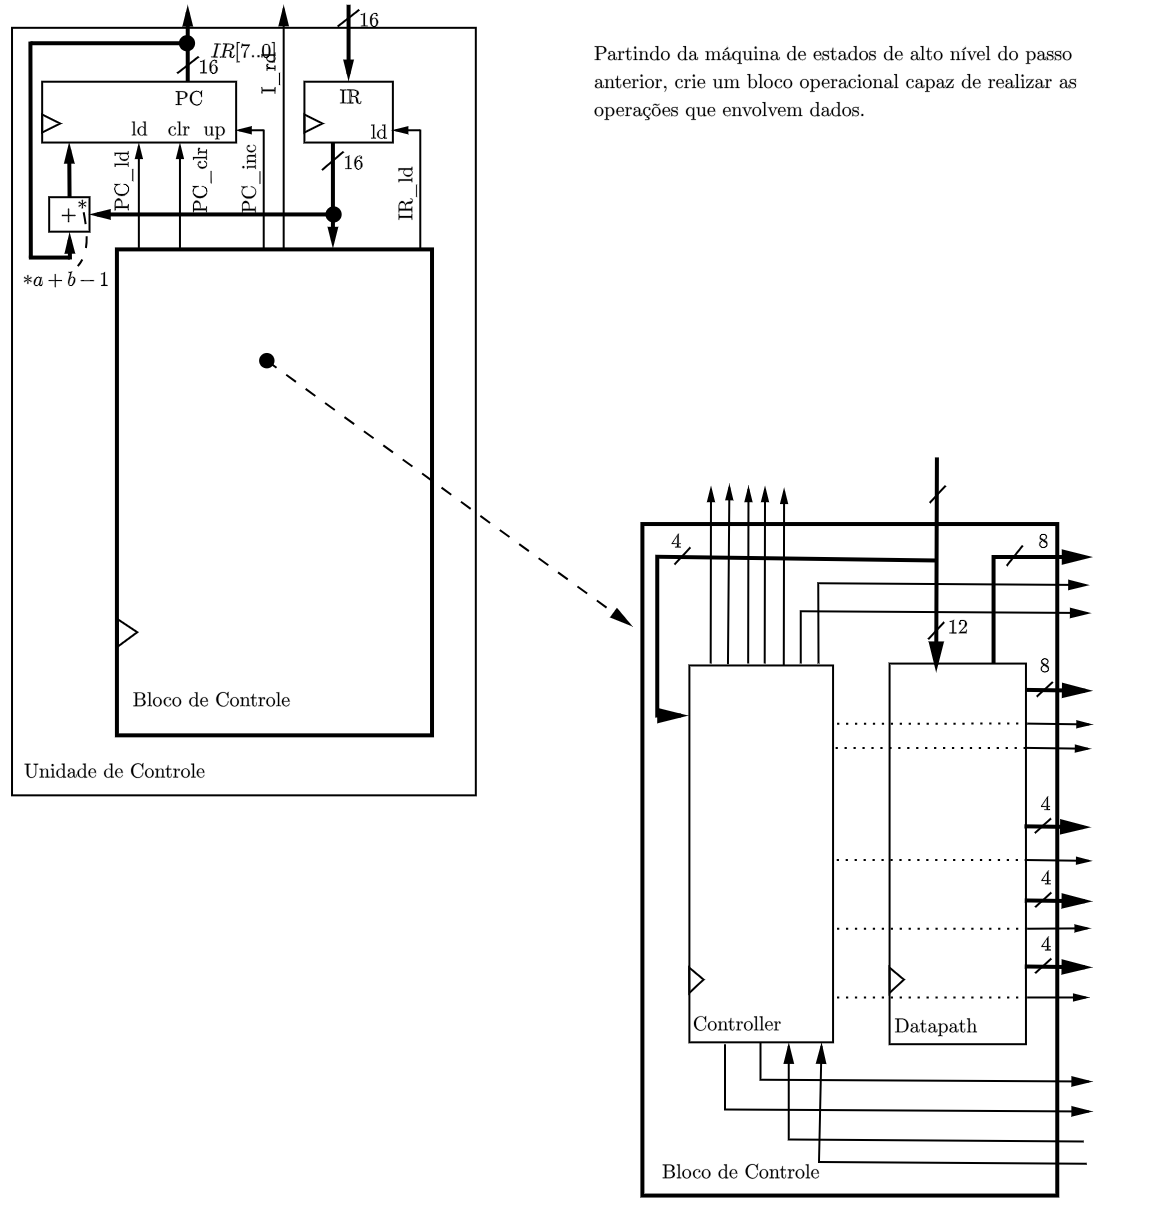 16
IR[7..0]
16
I_rd
PC
IR
ld clr up
ld
PC_ld
PC_clr
PC_inc
16
IR_ld
+ *
*a + b − 1
Bloco de Controle
Unidade de Controle
Partindo da máquina de estados de alto nível do passo
anterior, crie um bloco operacional capaz de realizar as
operações que envolvem dados.
4
8
12
8
4
4
4
Controller
Datapath
Bloco de Controle